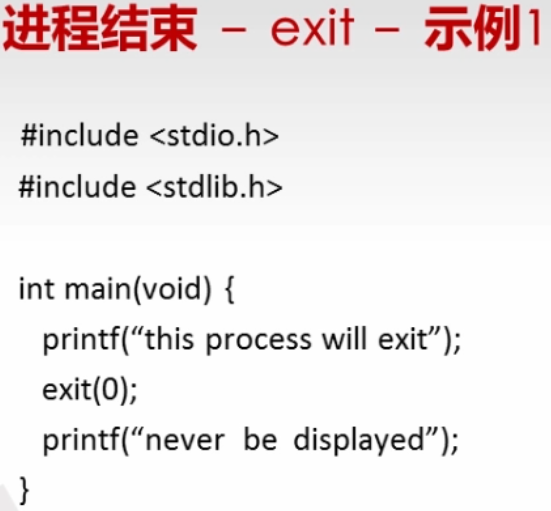 进程结束 – exit – 示例1
#include <stdio.h>
#include <stdlib.h>
int main(void) {
printf(“this process will exit”);
exit(0);
printf(“never be displayed”);
}